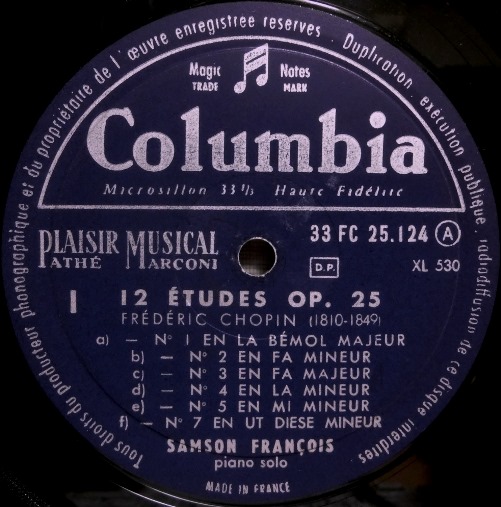 Tous droits du producteur phonographique et du propriétaire de l'œuvre enregistrée réservés. Duplication, exécution publique, radiodiffusion de ce disque interdites
Magic Notes
TRADE MARK
Columbia
Microsillon 33 1/3 Haute Fidélité
PLAISIR MUSICAL
PATHÉ MARCONI
33 FC 25.124 A
D.P.
XL 530
I 12 ÉTUDES OP. 25
FRÉDÉRIC CHOPIN (1810-1849)
a) — N° 1 EN LA BÉMOL MAJEUR
b) — N° 2 EN FA MINEUR
c) — N° 3 EN FA MAJEUR
d) — N° 4 EN LA MINEUR
e) — N° 5 EN MI MINEUR
f) — N° 7 EN UT DIESE MINEUR
SAMSON FRANÇOIS
piano solo
MADE IN FRANCE